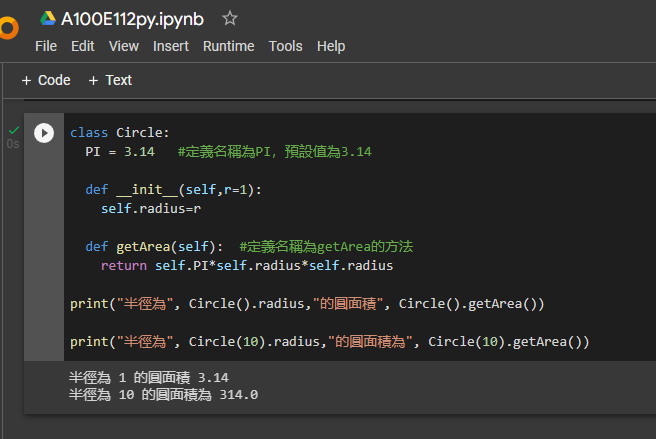 A100E112py.ipynb
File Edit View Insert Runtime Tools Help
+ Code + Text
0s
class Circle:
  PI = 3.14   #定義名稱為PI, 預設值為3.14
  def __init__(self,r=1):
    self.radius=r
  def getArea(self):  #定義名稱為getArea的方法
    return self.PI*self.radius*self.radius
print("半徑為", Circle().radius,"的圓面積", Circle().getArea())
print("半徑為", Circle(10).radius,"的圓面積為", Circle(10).getArea())
半徑為 1 的圓面積 3.14
半徑為 10 的圓面積為 314.0